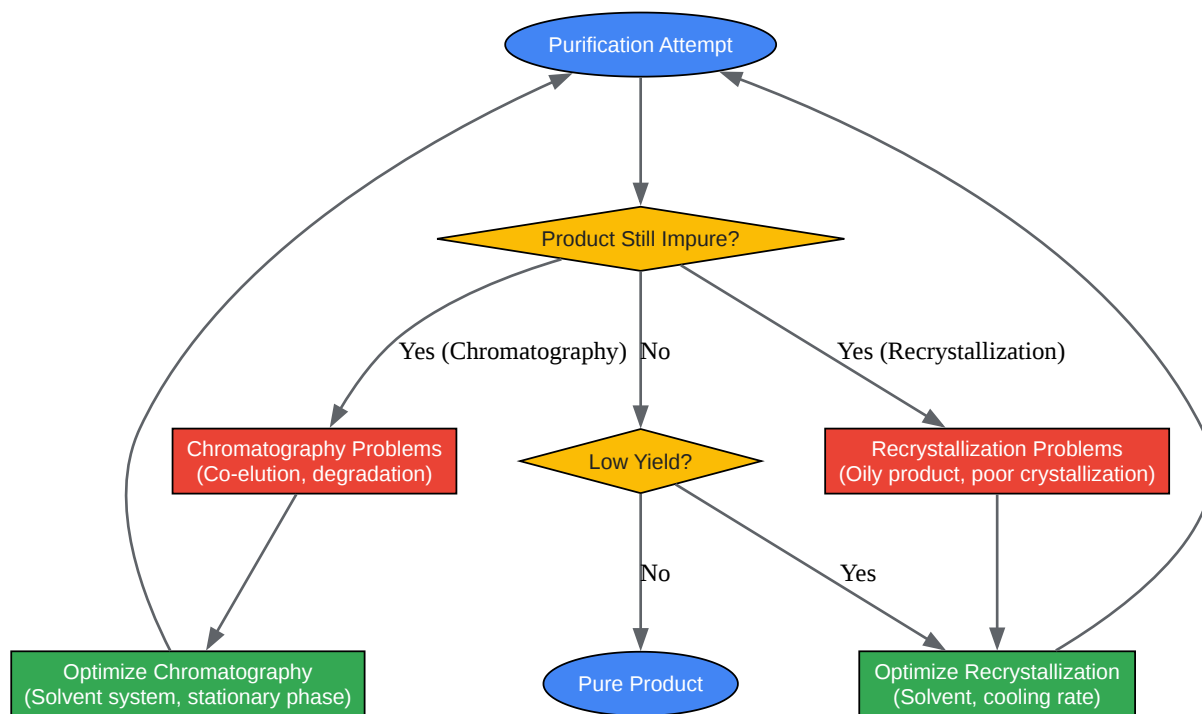 Purification Attempt
Product Still Impure?
Yes (Chromatography)
No
Yes (Recrystallization)
Chromatography Problems
(Co-elution, degradation)
Low Yield?
Recrystallization Problems
(Oily product, poor crystallization)
No
Yes
Optimize Chromatography
(Solvent system, stationary phase)
Pure Product
Optimize Recrystallization
(Solvent, cooling rate)